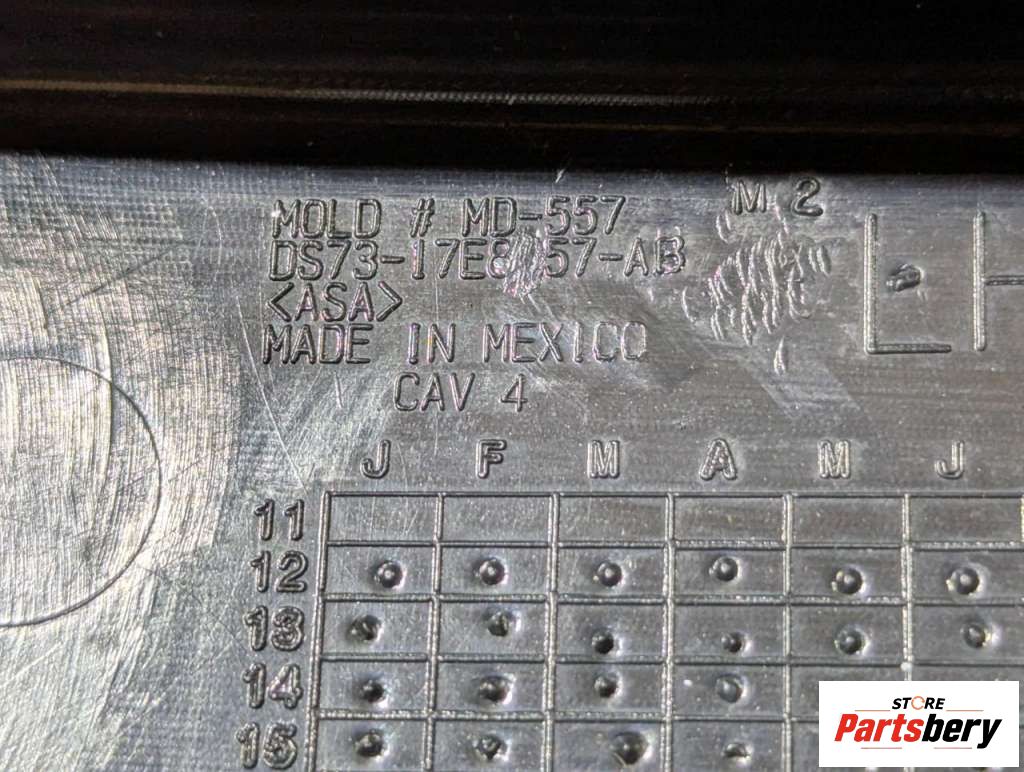 M 2
MOLD # MD-557
<ASA>
MADE IN MEXICO
CAV 4
J F M A M J
11
12
13
14
15
STORE
Partsbery